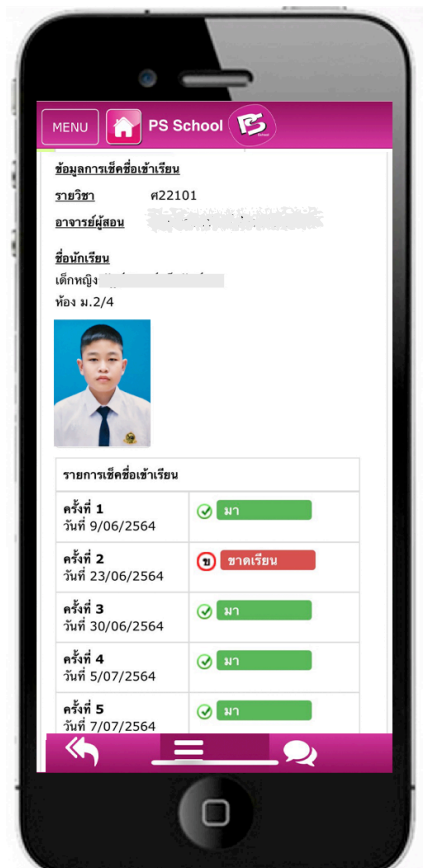 MENU PS School PS
ข้อมูลการเช็คชื่อเข้าเรียน
รายวิชา ศ22101
อาจารย์ผู้สอน
ชื่อนักเรียน
เด็กหญิง
ห้อง ม.2/4
รายการเช็คชื่อเข้าเรียน
ครั้งที่ 1
วันที่ 9/06/2564 มา
ครั้งที่ 2
วันที่ 23/06/2564 ข ขาดเรียน
ครั้งที่ 3
วันที่ 30/06/2564 มา
ครั้งที่ 4
วันที่ 5/07/2564 มา
ครั้งที่ 5
วันที่ 7/07/2564 มา